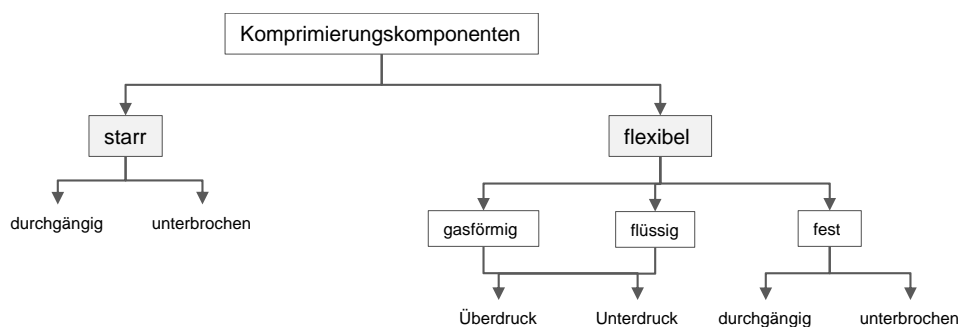 Komprimierungskomponenten
starr
flexibel
durchgängig
unterbrochen
gasförmig
flüssig
fest
Überdruck
Unterdruck
durchgängig
unterbrochen